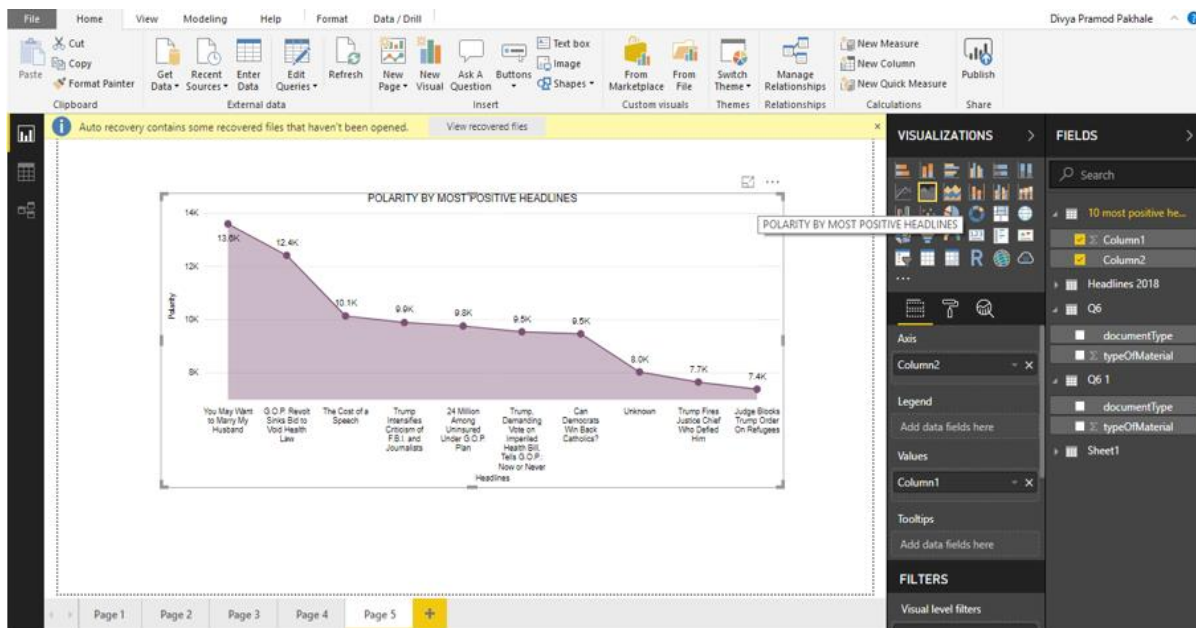 File Home View Modeling Help Format Data / Drill Divya Pramod Pakhale
Cut
Copy
Format Painter
Paste
Clipboard
Get Data
Recent Sources
Enter Data
Edit Queries
Refresh
External data
New Page
New Visual
Ask A Question
Buttons
Text box
Image
Shapes
Insert
From Marketplace
From File
Custom visuals
Switch Theme
Themes
Manage Relationships
Relationships
New Measure
New Column
New Quick Measure
Calculations
Publish
Share
Auto recovery contains some recovered files that haven't been opened. View recovered files
POLARITY BY MOST POSITIVE HEADLINES
POLARITY BY MOST POSITIVE HEADLINES
Polarity
14K
12K
10K
8K
13.6K
12.4K
10.1K
9.9K
9.8K
9.5K
9.5K
8.0K
7.7K
7.4K
You May Want
to Marry My
Husband
G.O.P. Revolt
Sinks Bid to
Void Health
Law
The Cost of a
Speech
Trump
Intensifies
Criticism of
F.B.I. and
Journalists
24 Million
Among
Uninsured
Under G.O.P.
Plan
Trump,
Demanding
Vote on
Imperiled
Health Bill,
Tells G.O.P.:
Now or Never
Can
Democrats
Win Back
Catholics?
Unknown
Trump Fires
Justice Chief
Who Defied
Him
Judge Blocks
Trump Order
On Refugees
Headlines
Page 1 Page 2 Page 3 Page 4 Page 5 +
VISUALIZATIONS
R
Axis
Column2
Legend
Add data fields here
Values
Column1
Tooltips
Add data fields here
FILTERS
Visual level filters
FIELDS
Search
10 most positive he...
Σ Column1
Column2
Headlines 2018
Q6
documentType
Σ typeOfMaterial
Q6 1
documentType
Σ typeOfMaterial
Sheet1